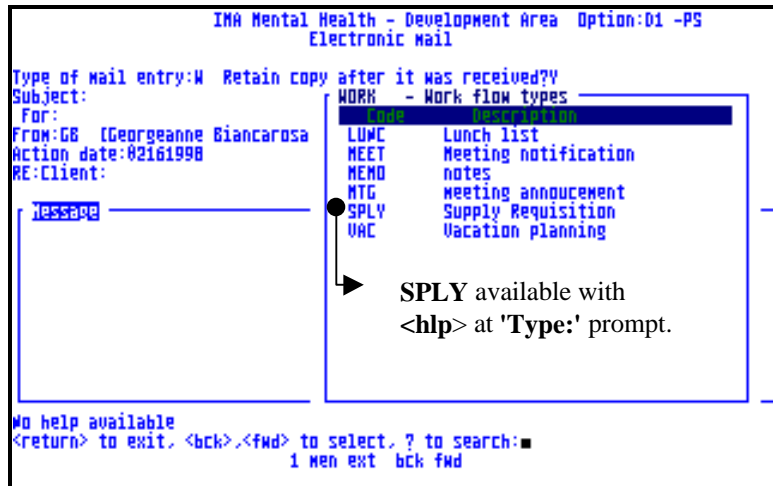 IMA Mental Health - Development Area Option:D1 -PS
Electronic Mail
Type of mail entry:W Retain copy after it was received?Y
Subject:
For:
From:GB [Georgeanne Biancarosa
Action date:02161998
RE:Client:
Message
WORK - Work flow types
Code Description
LUNC Lunch list
MEET Meeting notification
MEMO notes
MTG meeting annoucement
SPLY Supply Requisition
VAC Vacation planning
SPLY available with
<hlp> at 'Type:' prompt.
No help available
<return> to exit, <bck>,<fwd> to select, ? to search:
1 men ext bck fwd